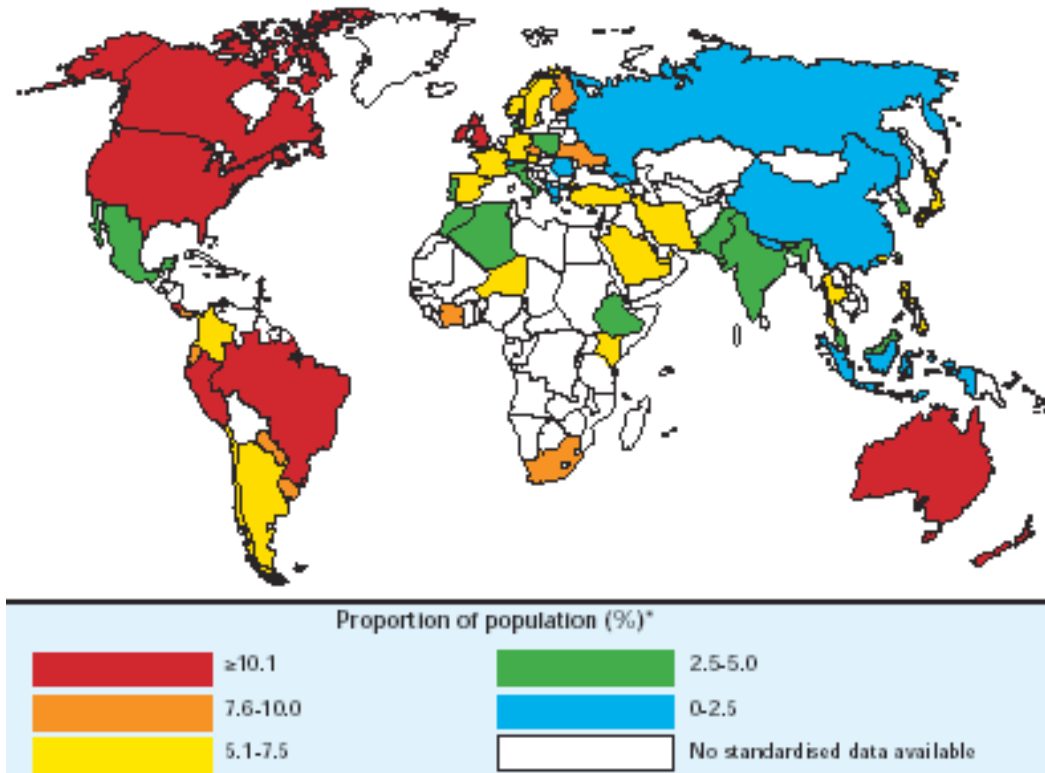 Proportion of population (%)*
≥10.1
7.6-10.0
5.1-7.5
2.5-5.0
0-2.5
No standardised data available